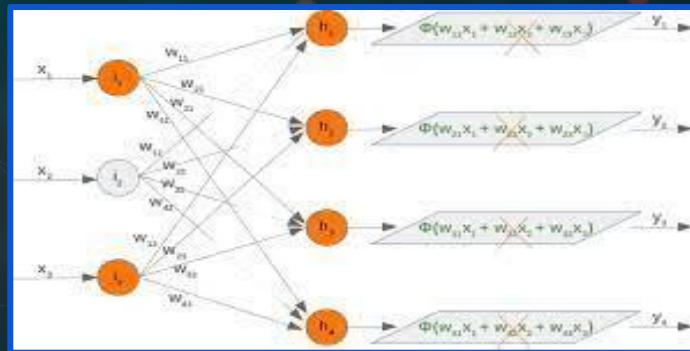 x₁
i₁
w₁₁
w₂₁
w₃₁
w₄₁
h₁
Φ(w₁₁x₁ + w₁₂x₂ + w₁₃x₃)
y₁
x₂
i₂
w₁₂
w₂₂
w₃₂
w₄₂
h₂
Φ(w₂₁x₁ + w₂₂x₂ + w₂₃x₃)
y₂
x₃
i₃
w₁₃
w₂₃
w₃₃
w₄₃
h₃
Φ(w₃₁x₁ + w₃₂x₂ + w₃₃x₃)
y₃
h₄
Φ(w₄₁x₁ + w₄₂x₂ + w₄₃x₃)
y₄